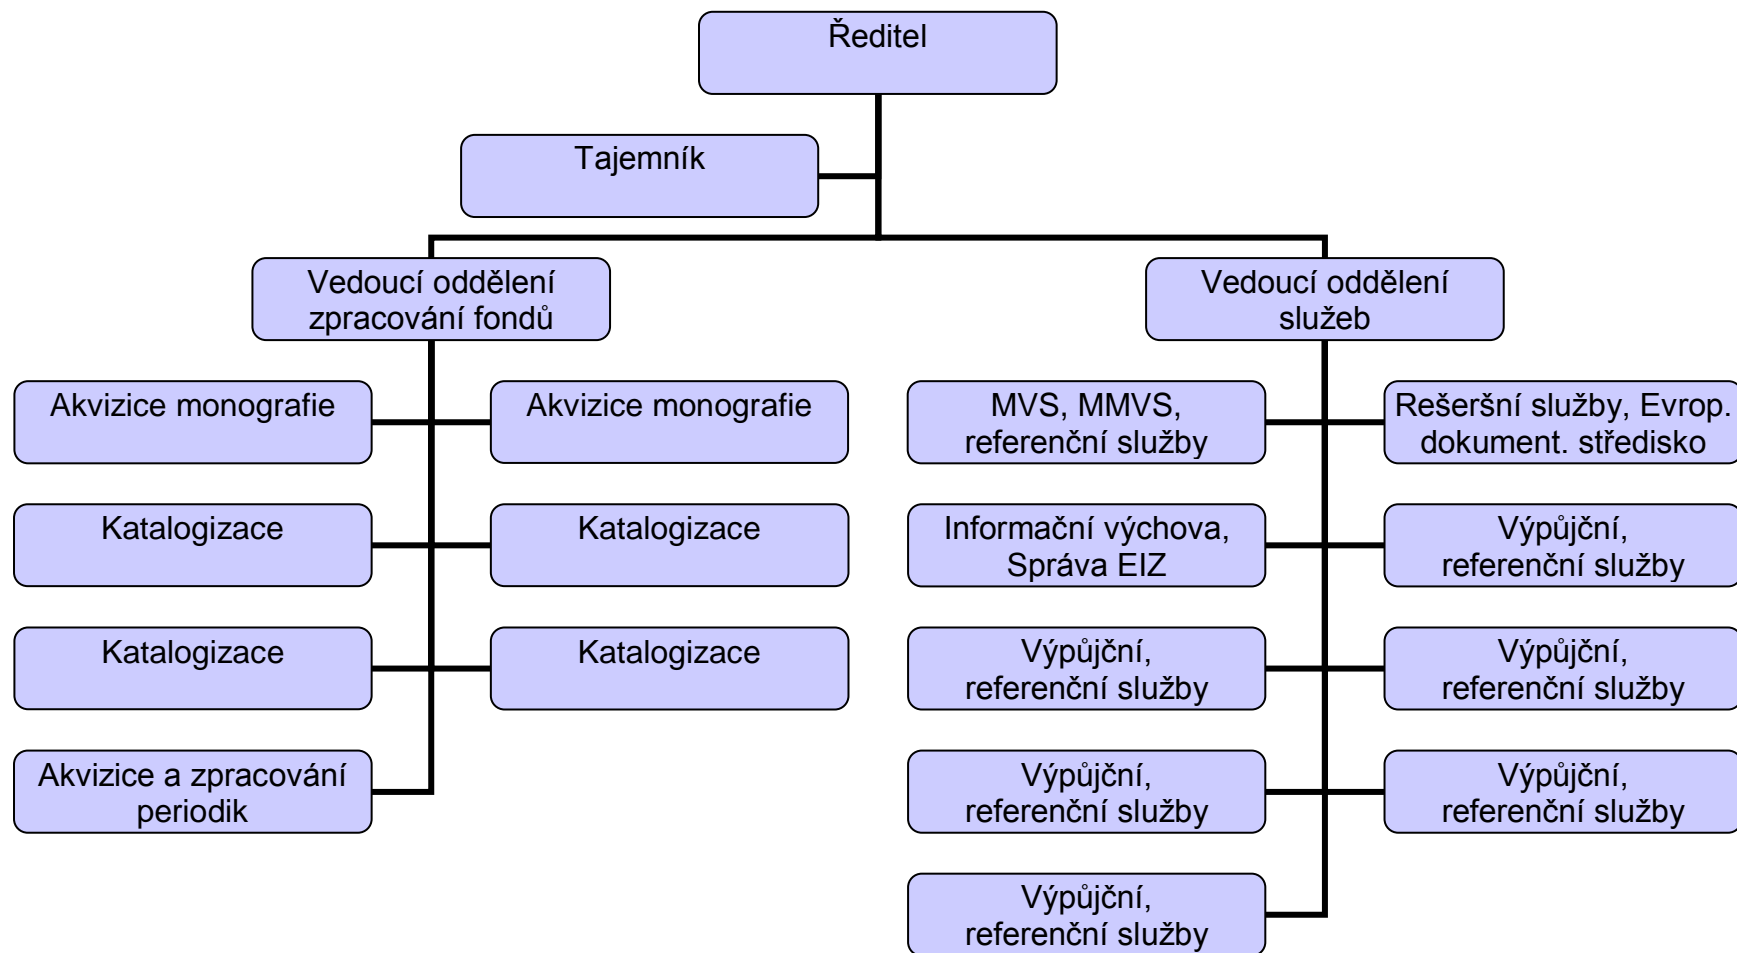 Ředitel
Tajemník
Vedoucí oddělení
zpracování fondů
Vedoucí oddělení
služeb
Akvizice monografie
Akvizice monografie
MVS, MMVS,
referenční služby
Rešeršní služby, Evrop.
dokument. středisko
Katalogizace
Katalogizace
Informační výchova,
Správa EIZ
Výpůjční,
referenční služby
Katalogizace
Katalogizace
Výpůjční,
referenční služby
Výpůjční,
referenční služby
Akvizice a zpracování
periodik
Výpůjční,
referenční služby
Výpůjční,
referenční služby
Výpůjční,
referenční služby